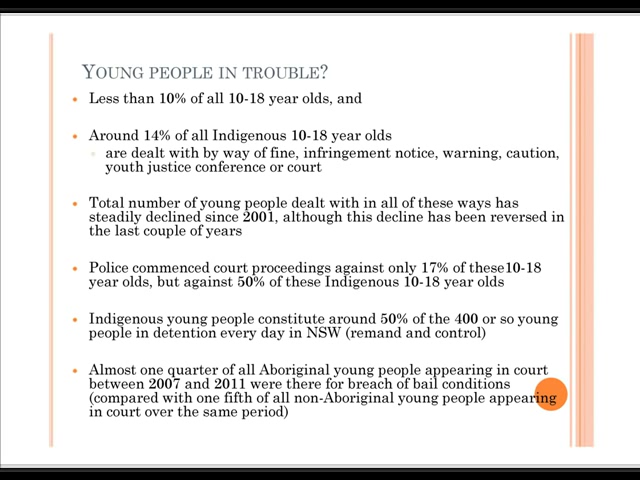 YOUNG PEOPLE IN TROUBLE?
Less than 10% of all 10-18 year olds, and
Around 14% of all Indigenous 10-18 year olds
are dealt with by way of fine, infringement notice, warning, caution,
youth justice conference or court
Total number of young people dealt with in all of these ways has
steadily declined since 2001, although this decline has been reversed in
the last couple of years
Police commenced court proceedings against only 17% of these10-18
year olds, but against 50% of these Indigenous 10-18 year olds
Indigenous young people constitute around 50% of the 400 or so young
people in detention every day in NSW (remand and control)
Almost one quarter of all Aboriginal young people appearing in court
between 2007 and 2011 were there for breach of bail conditions
(compared with one fifth of all non-Aboriginal young people appearing
in court over the same period)